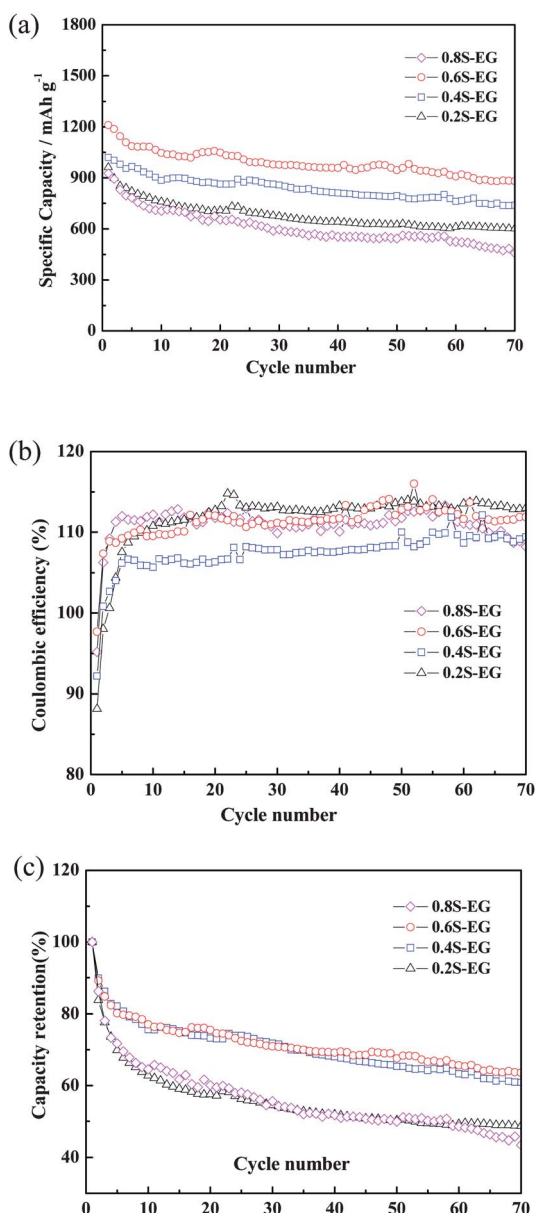 (a)
1800
1500
1200
900
600
300
0
Specific Capacity / mAh g⁻¹
0.8S-EG
0.6S-EG
0.4S-EG
0.2S-EG
0 10 20 30 40 50 60 70
Cycle number
(b)
120
110
100
90
80
Coulombic efficiency (%)
0.8S-EG
0.6S-EG
0.4S-EG
0.2S-EG
0 10 20 30 40 50 60 70
Cycle number
(c)
120
100
80
60
40
Capacity retention(%)
0.8S-EG
0.6S-EG
0.4S-EG
0.2S-EG
Cycle number
0 10 20 30 40 50 60 70